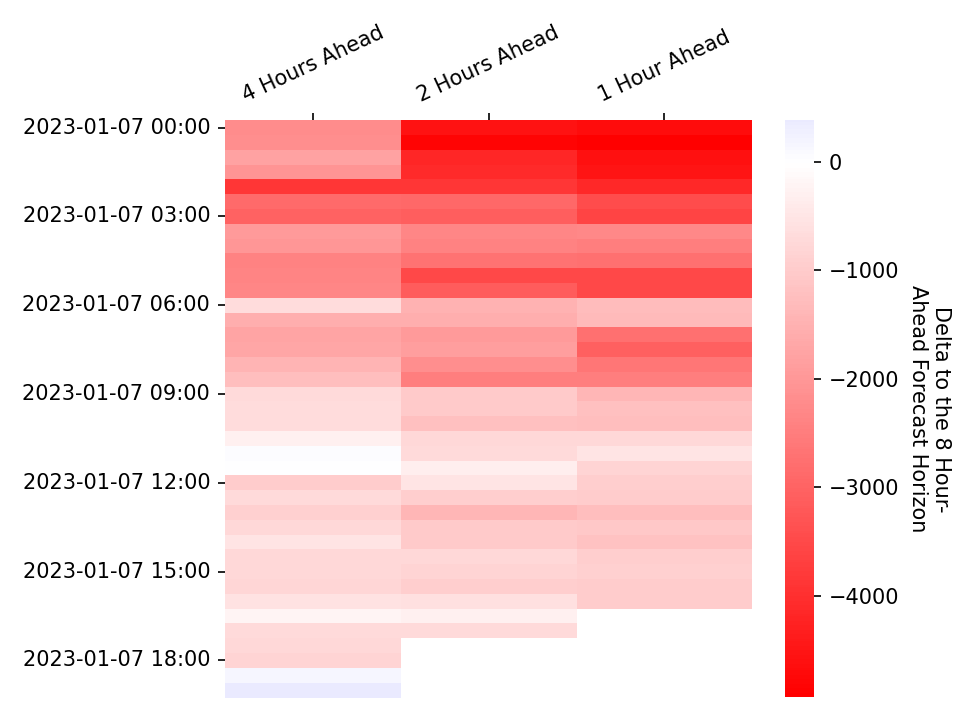 4 Hours Ahead
2 Hours Ahead
1 Hour Ahead
2023-01-07 00:00
2023-01-07 03:00
2023-01-07 06:00
2023-01-07 09:00
2023-01-07 12:00
2023-01-07 15:00
2023-01-07 18:00
0
−1000
−2000
−3000
−4000
Delta to the 8 Hour-
Ahead Forecast Horizon